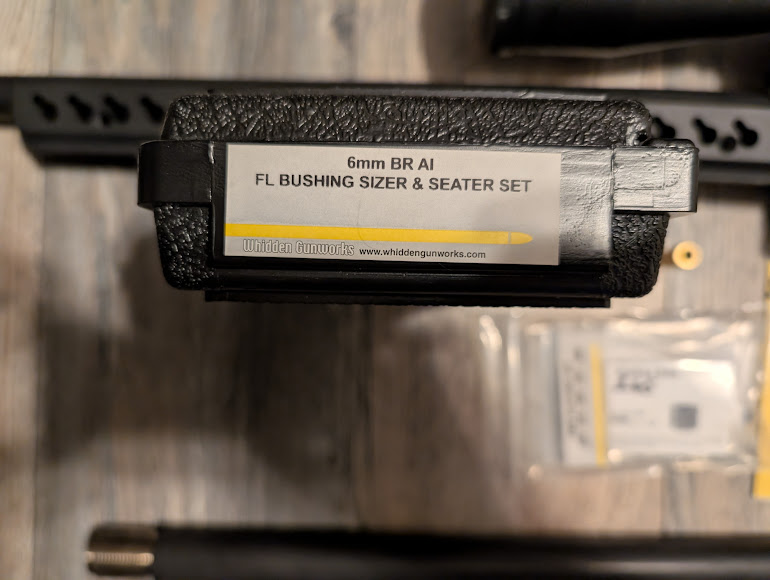 6mm BR AI
FL BUSHING SIZER & SEATER SET
Whidden Gunworks www.whiddengunworks.com